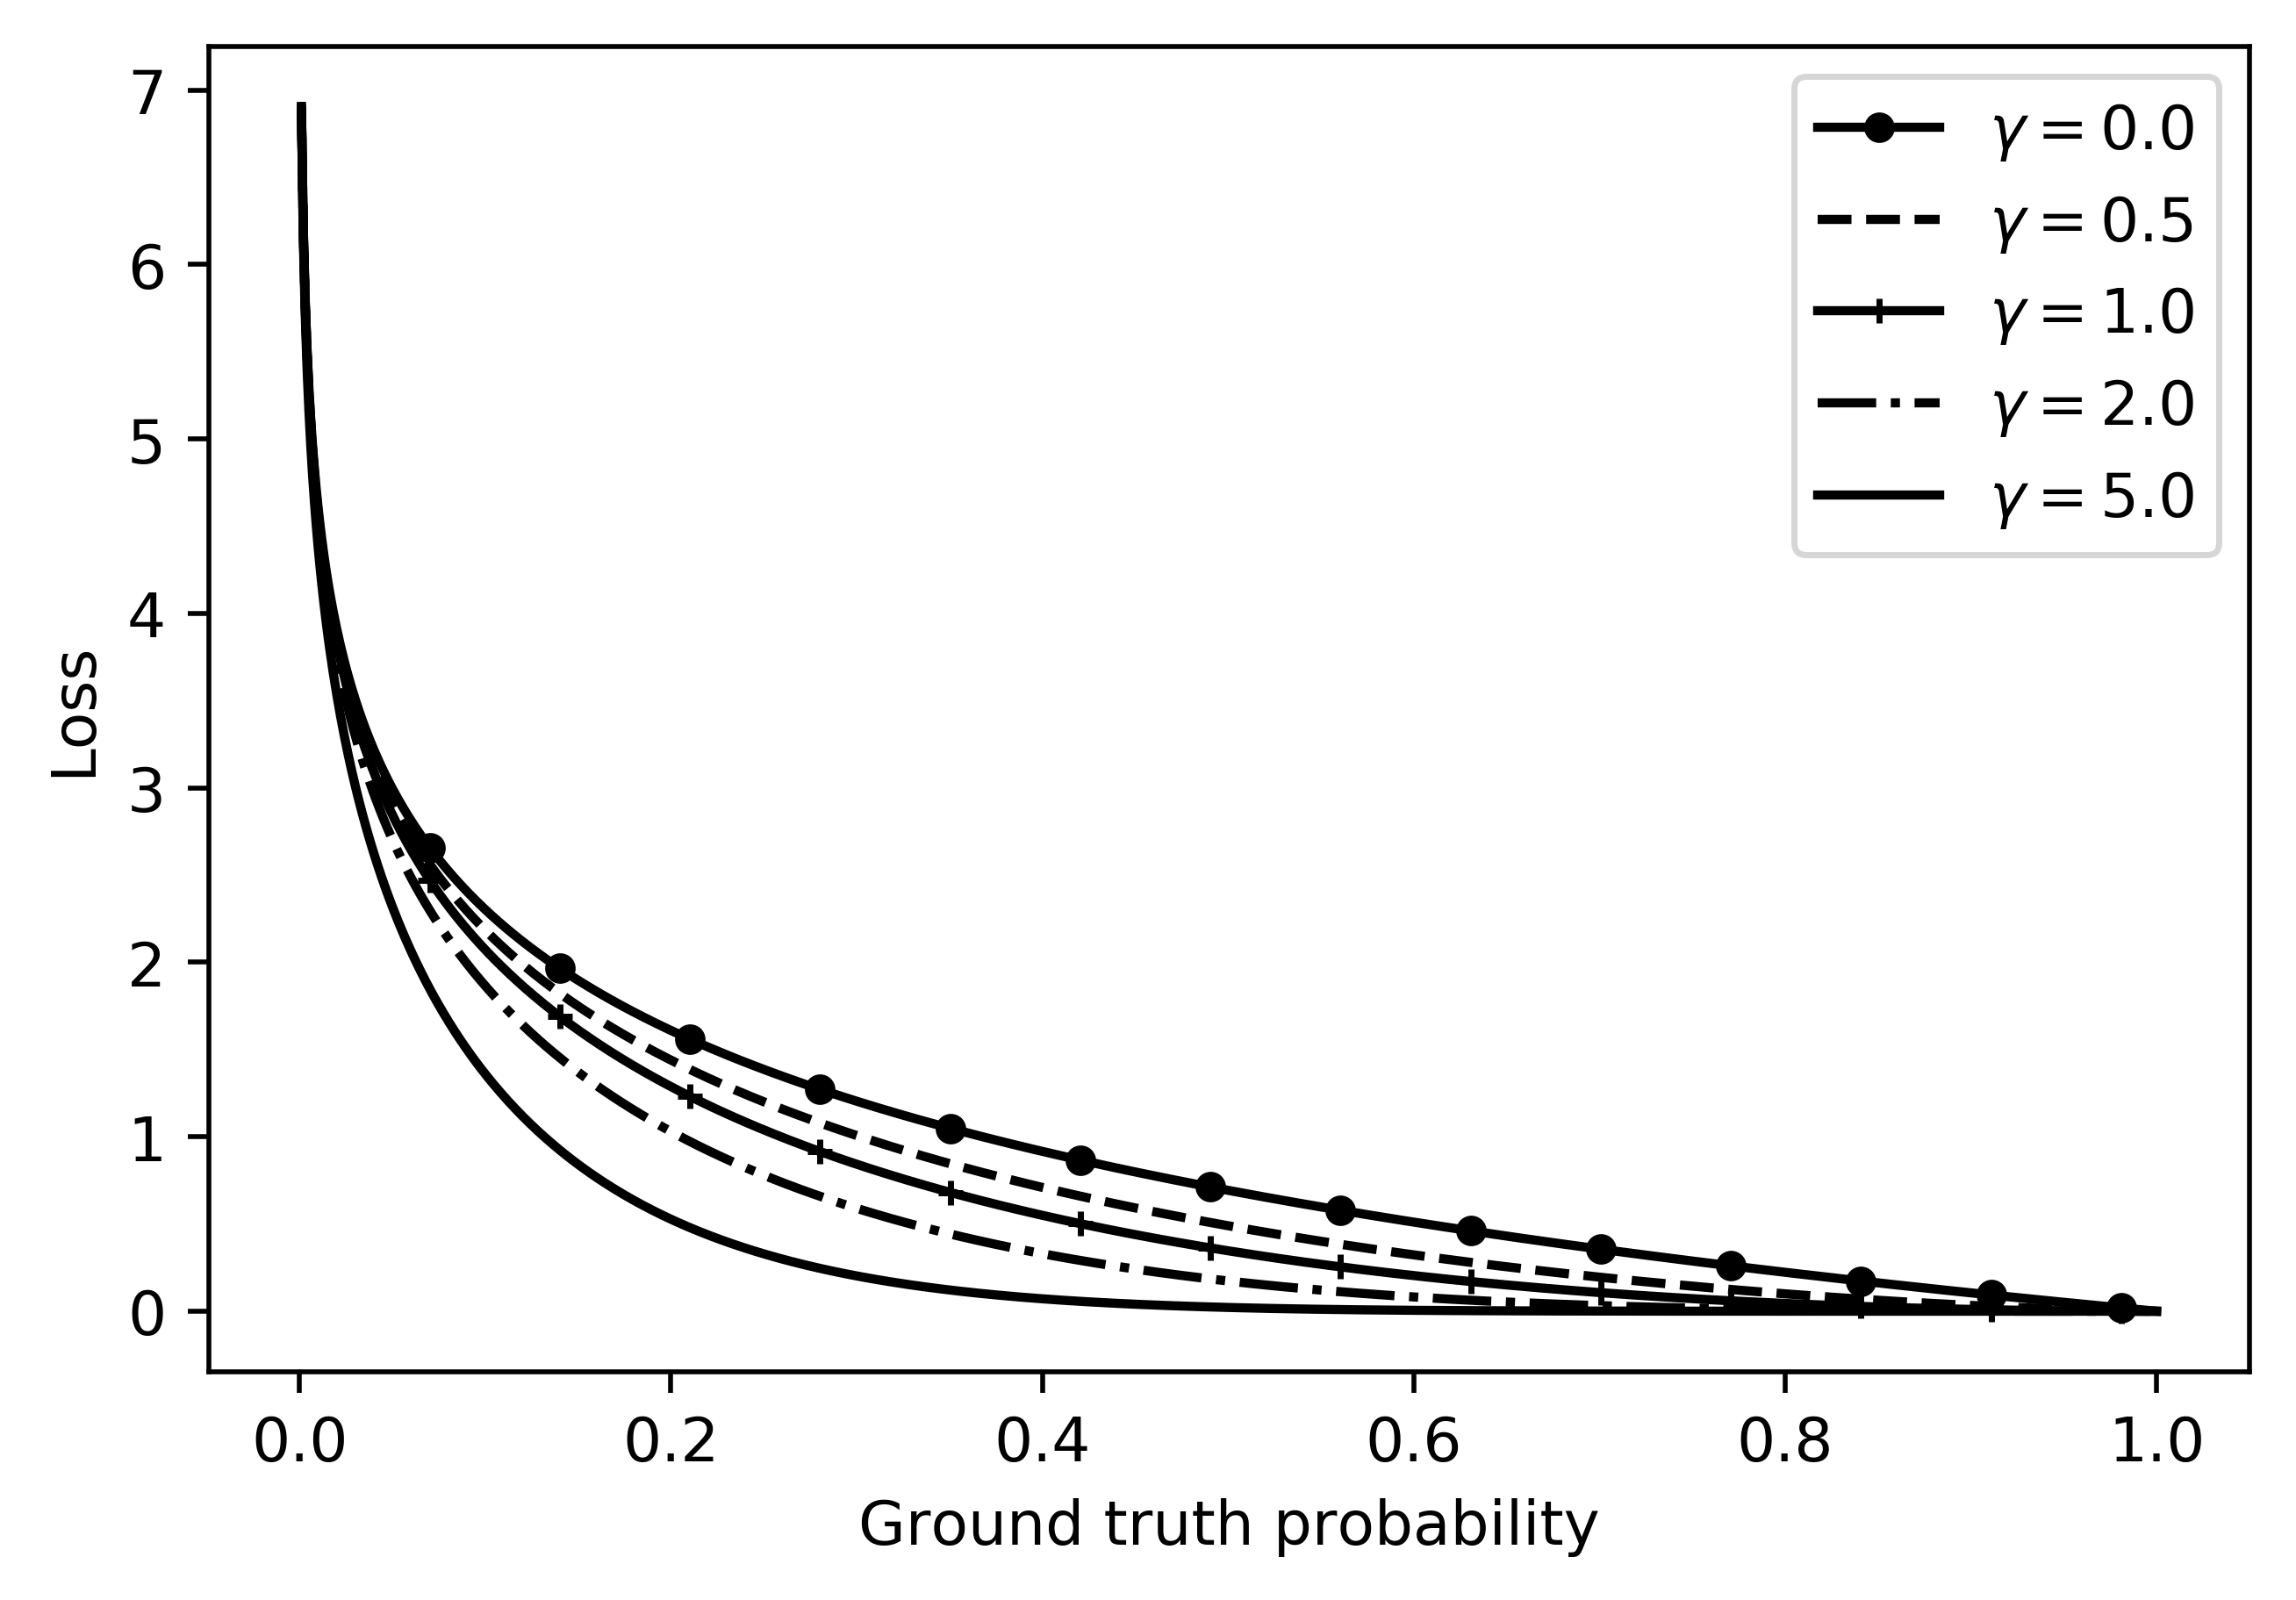 7
6
5
4
3
2
1
0
Loss
0.0 0.2 0.4 0.6 0.8 1.0
Ground truth probability
γ = 0.0
γ = 0.5
γ = 1.0
γ = 2.0
γ = 5.0